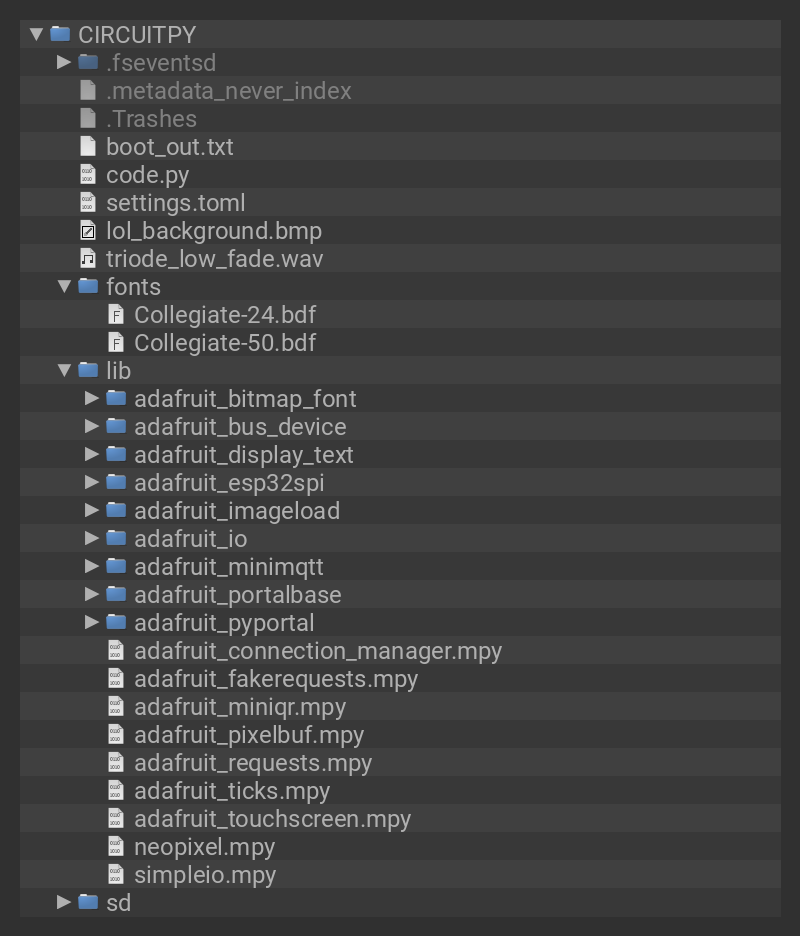 CIRCUITPY
.fseventsd
.metadata_never_index
.Trashes
boot_out.txt
code.py
settings.toml
lol_background.bmp
triode_low_fade.wav
fonts
Collegiate-24.bdf
Collegiate-50.bdf
lib
adafruit_bitmap_font
adafruit_bus_device
adafruit_display_text
adafruit_esp32spi
adafruit_imageload
adafruit_io
adafruit_minimqtt
adafruit_portalbase
adafruit_pyportal
adafruit_connection_manager.mpy
adafruit_fakerequests.mpy
adafruit_miniqr.mpy
adafruit_pixelbuf.mpy
adafruit_requests.mpy
adafruit_ticks.mpy
adafruit_touchscreen.mpy
neopixel.mpy
simpleio.mpy
sd